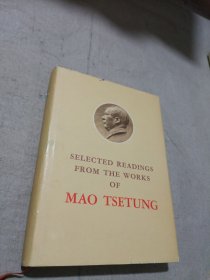 SELECTED READINGS
FROM THE WORKS
OF
MAO TSETUNG